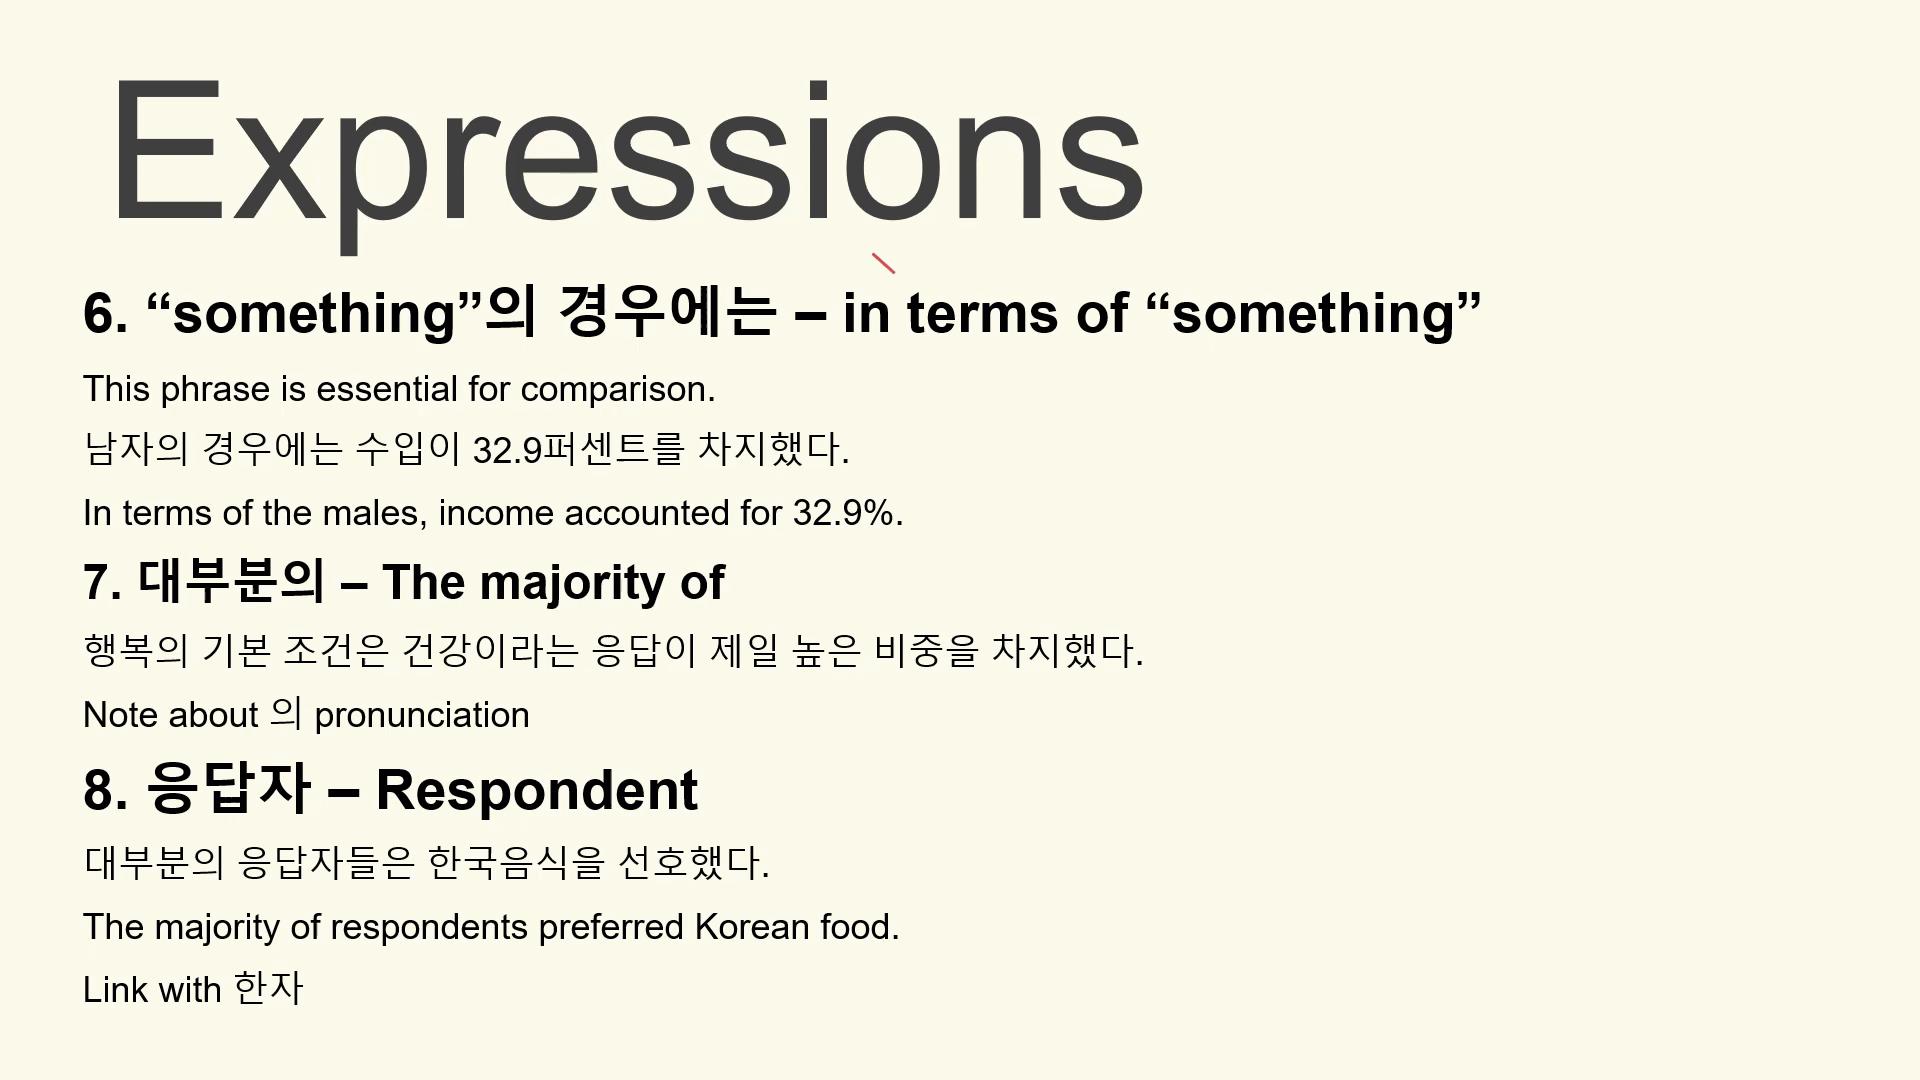 Expressions
6. “something”의 경우에는 – in terms of “something”
This phrase is essential for comparison.
남자의 경우에는 수입이 32.9퍼센트를 차지했다.
In terms of the males, income accounted for 32.9%.
7. 대부분의 – The majority of
행복의 기본 조건은 건강이라는 응답이 제일 높은 비중을 차지했다.
Note about 의 pronunciation
8. 응답자 – Respondent
대부분의 응답자들은 한국음식을 선호했다.
The majority of respondents preferred Korean food.
Link with 한자